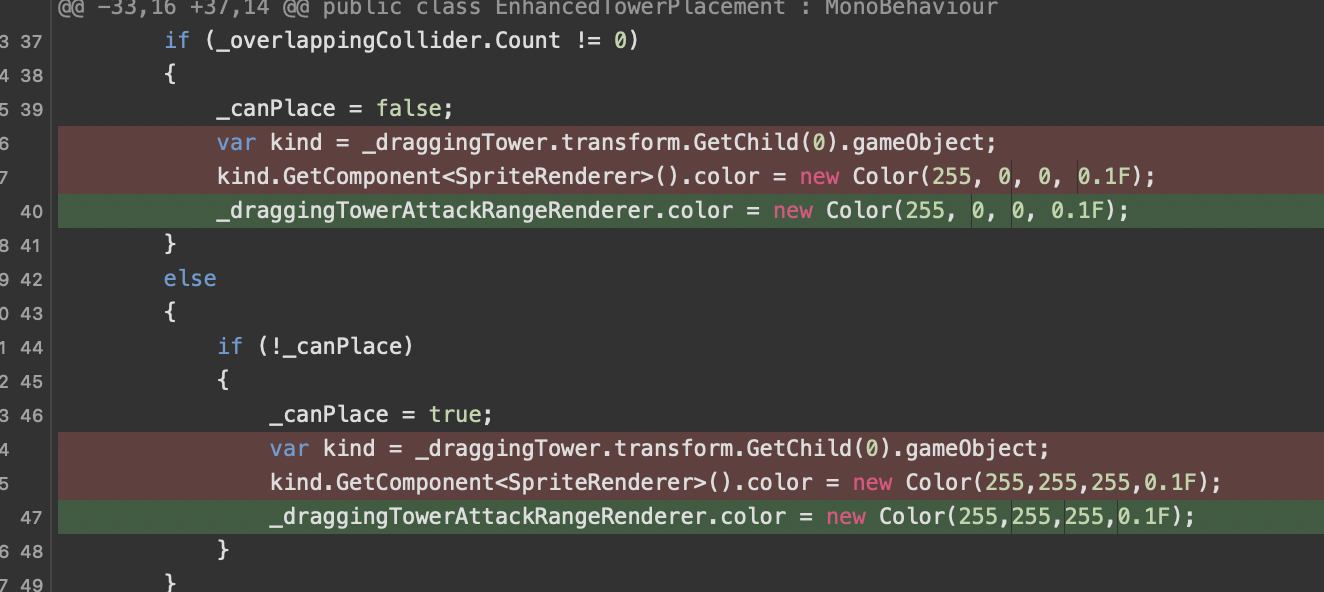 @@ -33,16 +37,14 @@ public class EnhancedTowerPlacement : MonoBehaviour
3 37 if (_overlappingCollider.Count != 0)
4 38 {
5 39 _canPlace = false;
6 var kind = _draggingTower.transform.GetChild(0).gameObject;
7 kind.GetComponent<SpriteRenderer>().color = new Color(255, 0, 0, 0.1F);
40 _draggingTowerAttackRangeRenderer.color = new Color(255, 0, 0, 0.1F);
8 41 }
9 42 else
0 43 {
1 44 if (!_canPlace)
2 45 {
3 46 _canPlace = true;
4 var kind = _draggingTower.transform.GetChild(0).gameObject;
5 kind.GetComponent<SpriteRenderer>().color = new Color(255,255,255,0.1F);
47 _draggingTowerAttackRangeRenderer.color = new Color(255,255,255,0.1F);
6 48 }
7 49 }